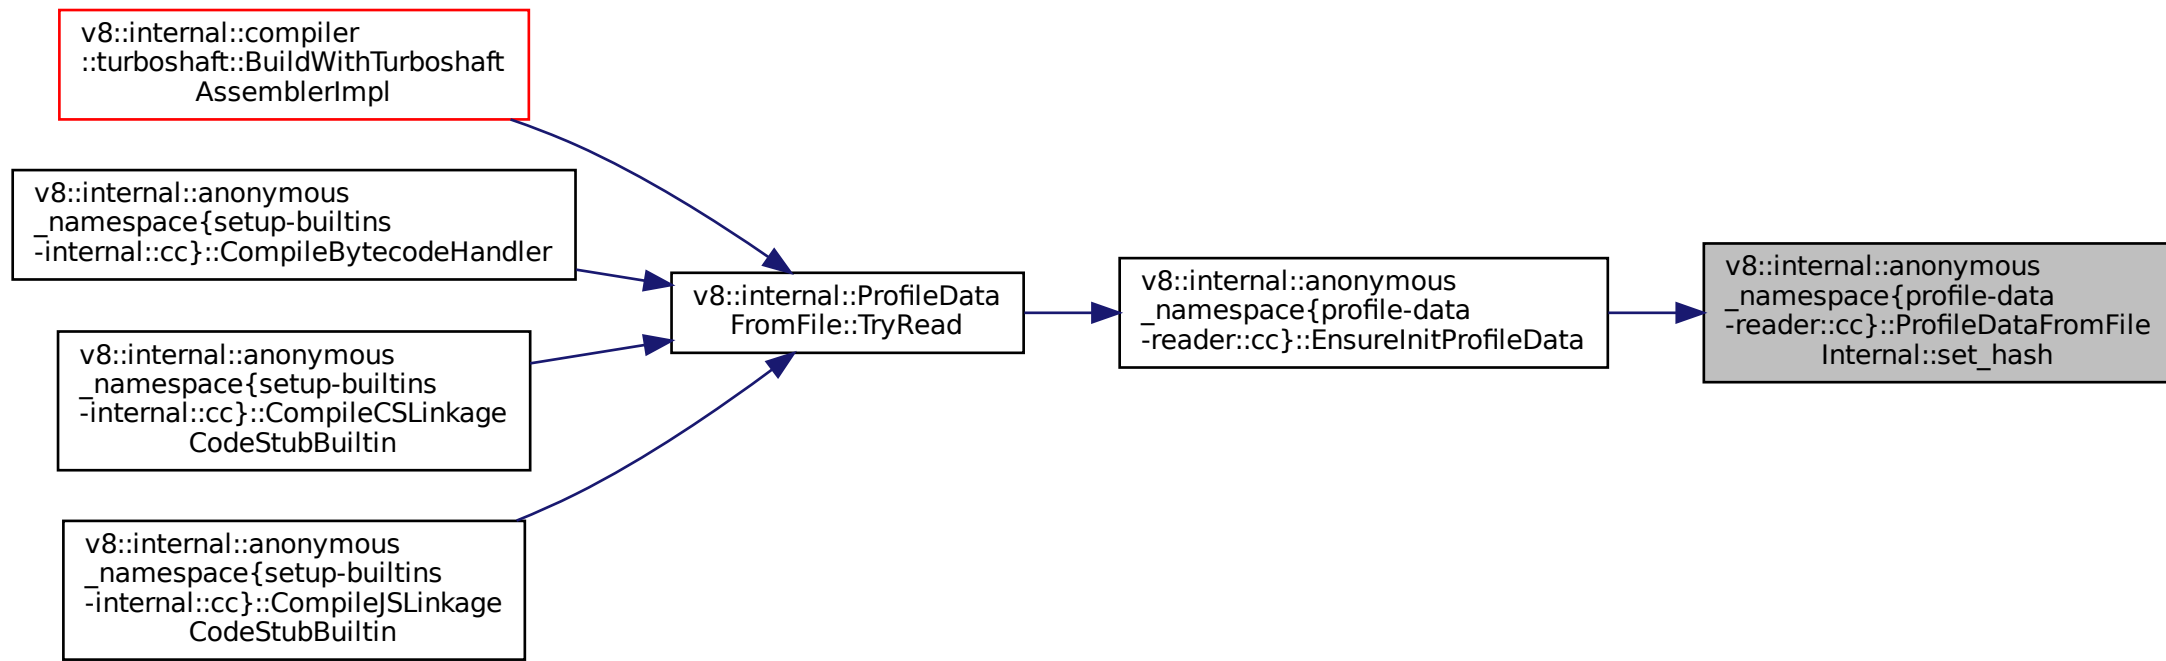 v8::internal::compiler
::turboshaft::BuildWithTurboshaft
AssemblerImpl
v8::internal::anonymous
_namespace{setup-builtins
-internal::cc}::CompileBytecodeHandler
v8::internal::anonymous
_namespace{setup-builtins
-internal::cc}::CompileCSLinkage
CodeStubBuiltin
v8::internal::anonymous
_namespace{setup-builtins
-internal::cc}::CompileJSLinkage
CodeStubBuiltin
v8::internal::ProfileData
FromFile::TryRead
v8::internal::anonymous
_namespace{profile-data
-reader::cc}::EnsureInitProfileData
v8::internal::anonymous
_namespace{profile-data
-reader::cc}::ProfileDataFromFile
Internal::set_hash